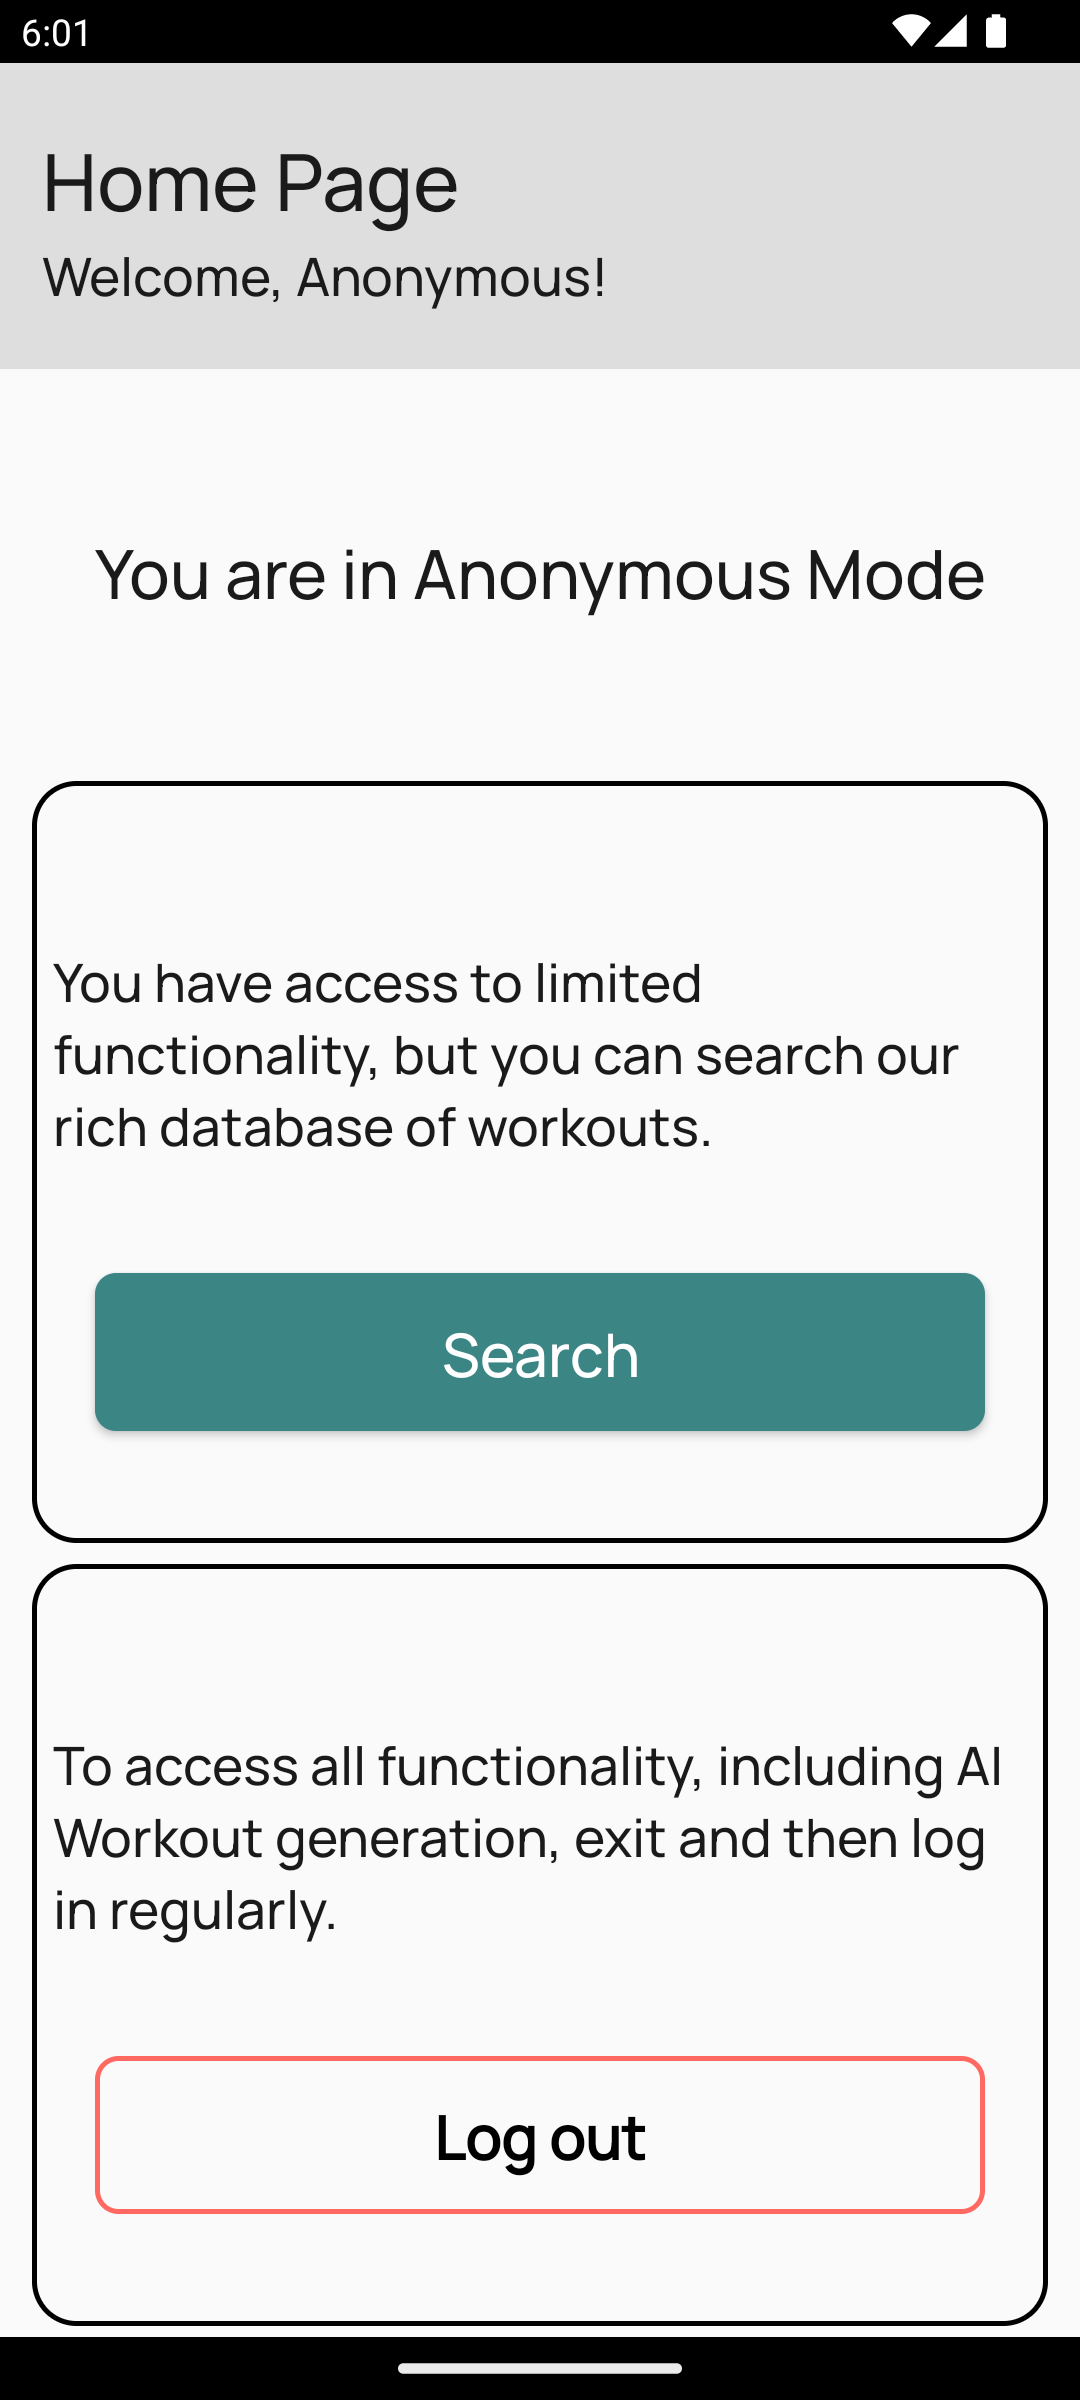 6:01
Home Page
Welcome, Anonymous!
You are in Anonymous Mode
You have access to limited
functionality, but you can search our
rich database of workouts.
Search
To access all functionality, including AI
Workout generation, exit and then log
in regularly.
Log out